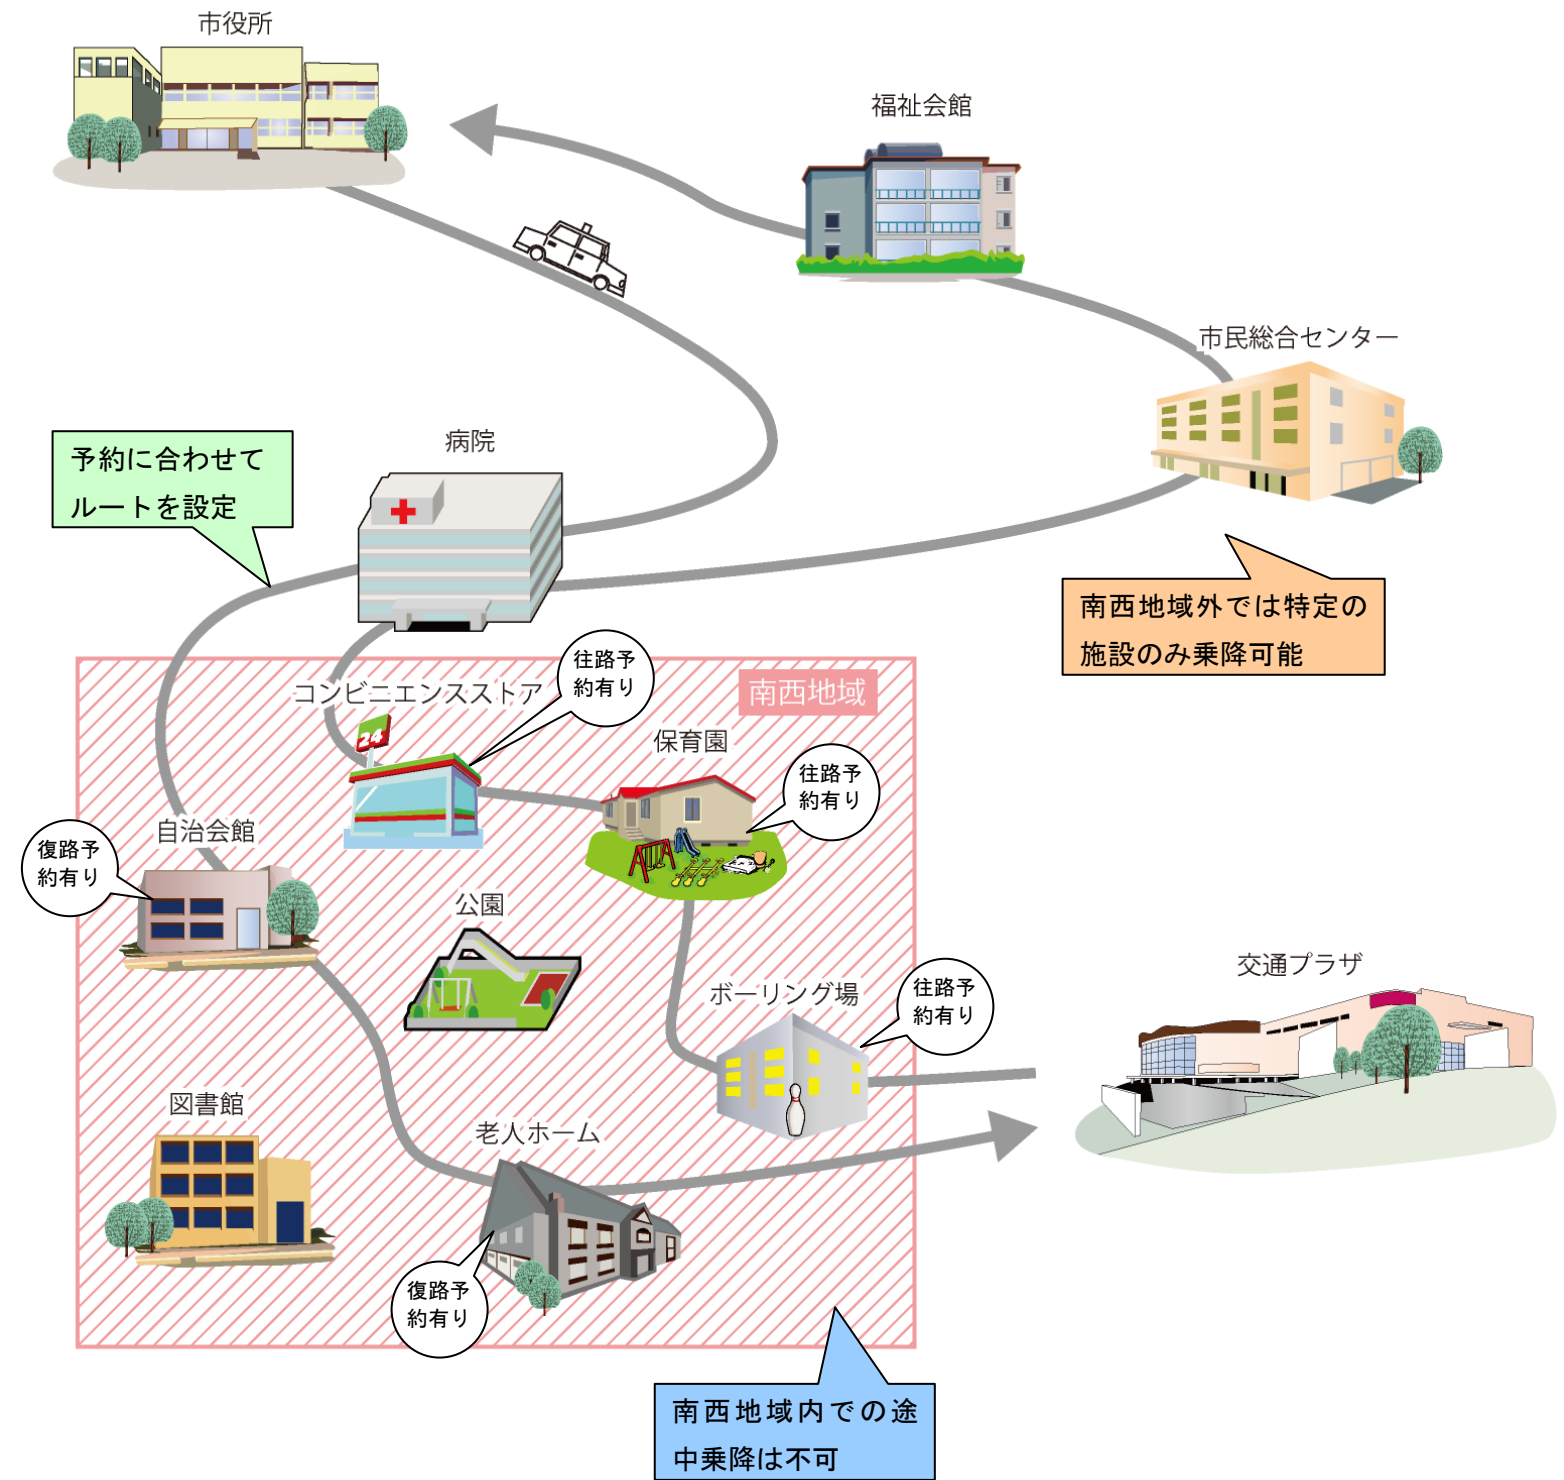 市役所
福祉会館
市民総合センター
病院
予約に合わせて
ルートを設定
南西地域外では特定の
施設のみ乗降可能
往路予
約有り
コンビニエンスストア
南西地域
24
保育園
往路予
約有り
自治会館
復路予
約有り
公園
ボーリング場
往路予
約有り
交通プラザ
図書館
老人ホーム
復路予
約有り
南西地域内での途
中乗降は不可